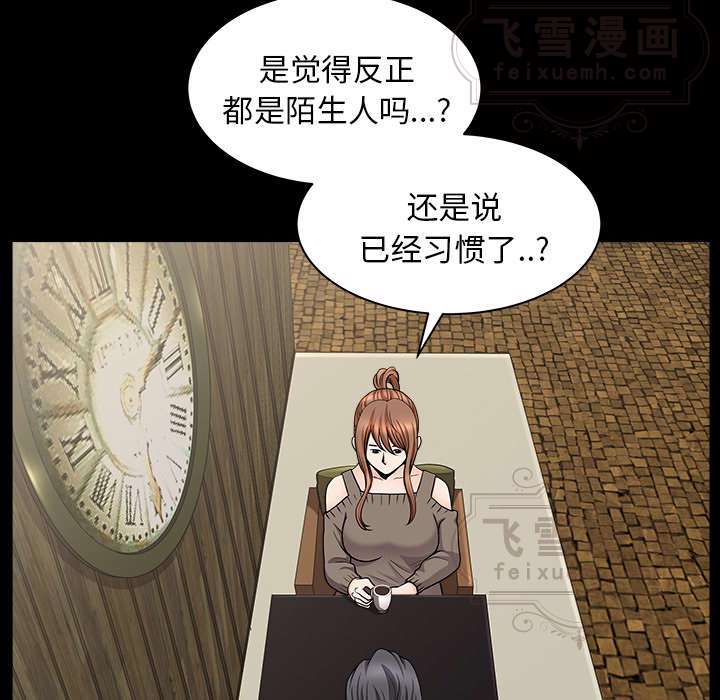 飞雪漫画
feixuemh.com
是觉得反正
都是陌生人吗...?
还是说
已经习惯了..?
飞雪
feixu